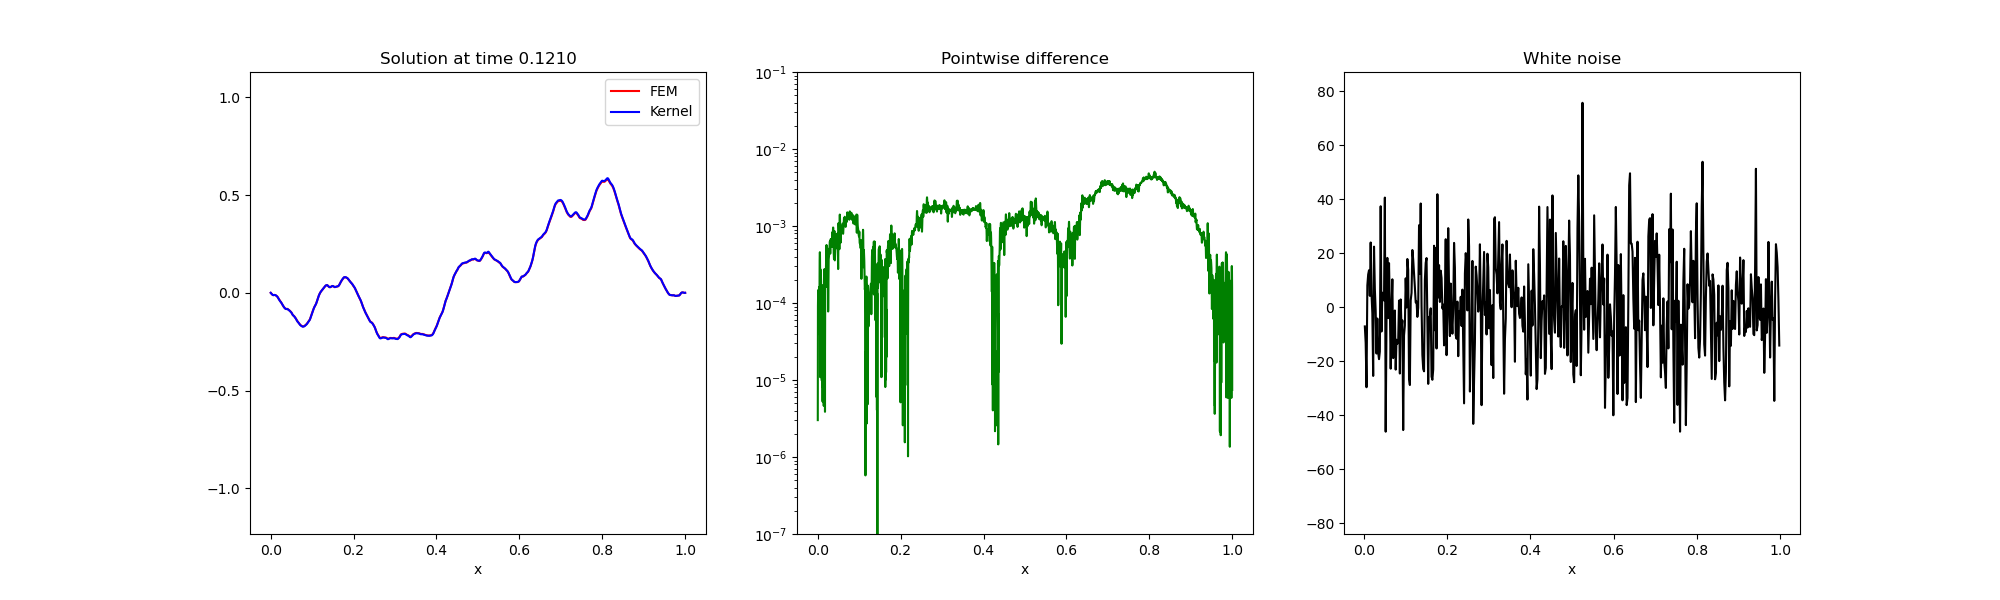 Solution at time 0.1210
1.0
0.5
0.0
−0.5
−1.0
0.0 0.2 0.4 0.6 0.8 1.0
x
FEM
Kernel
Pointwise difference
10⁻¹
10⁻²
10⁻³
10⁻⁴
10⁻⁵
10⁻⁶
10⁻⁷
0.0 0.2 0.4 0.6 0.8 1.0
x
White noise
80
60
40
20
0
−20
−40
−60
−80
0.0 0.2 0.4 0.6 0.8 1.0
x